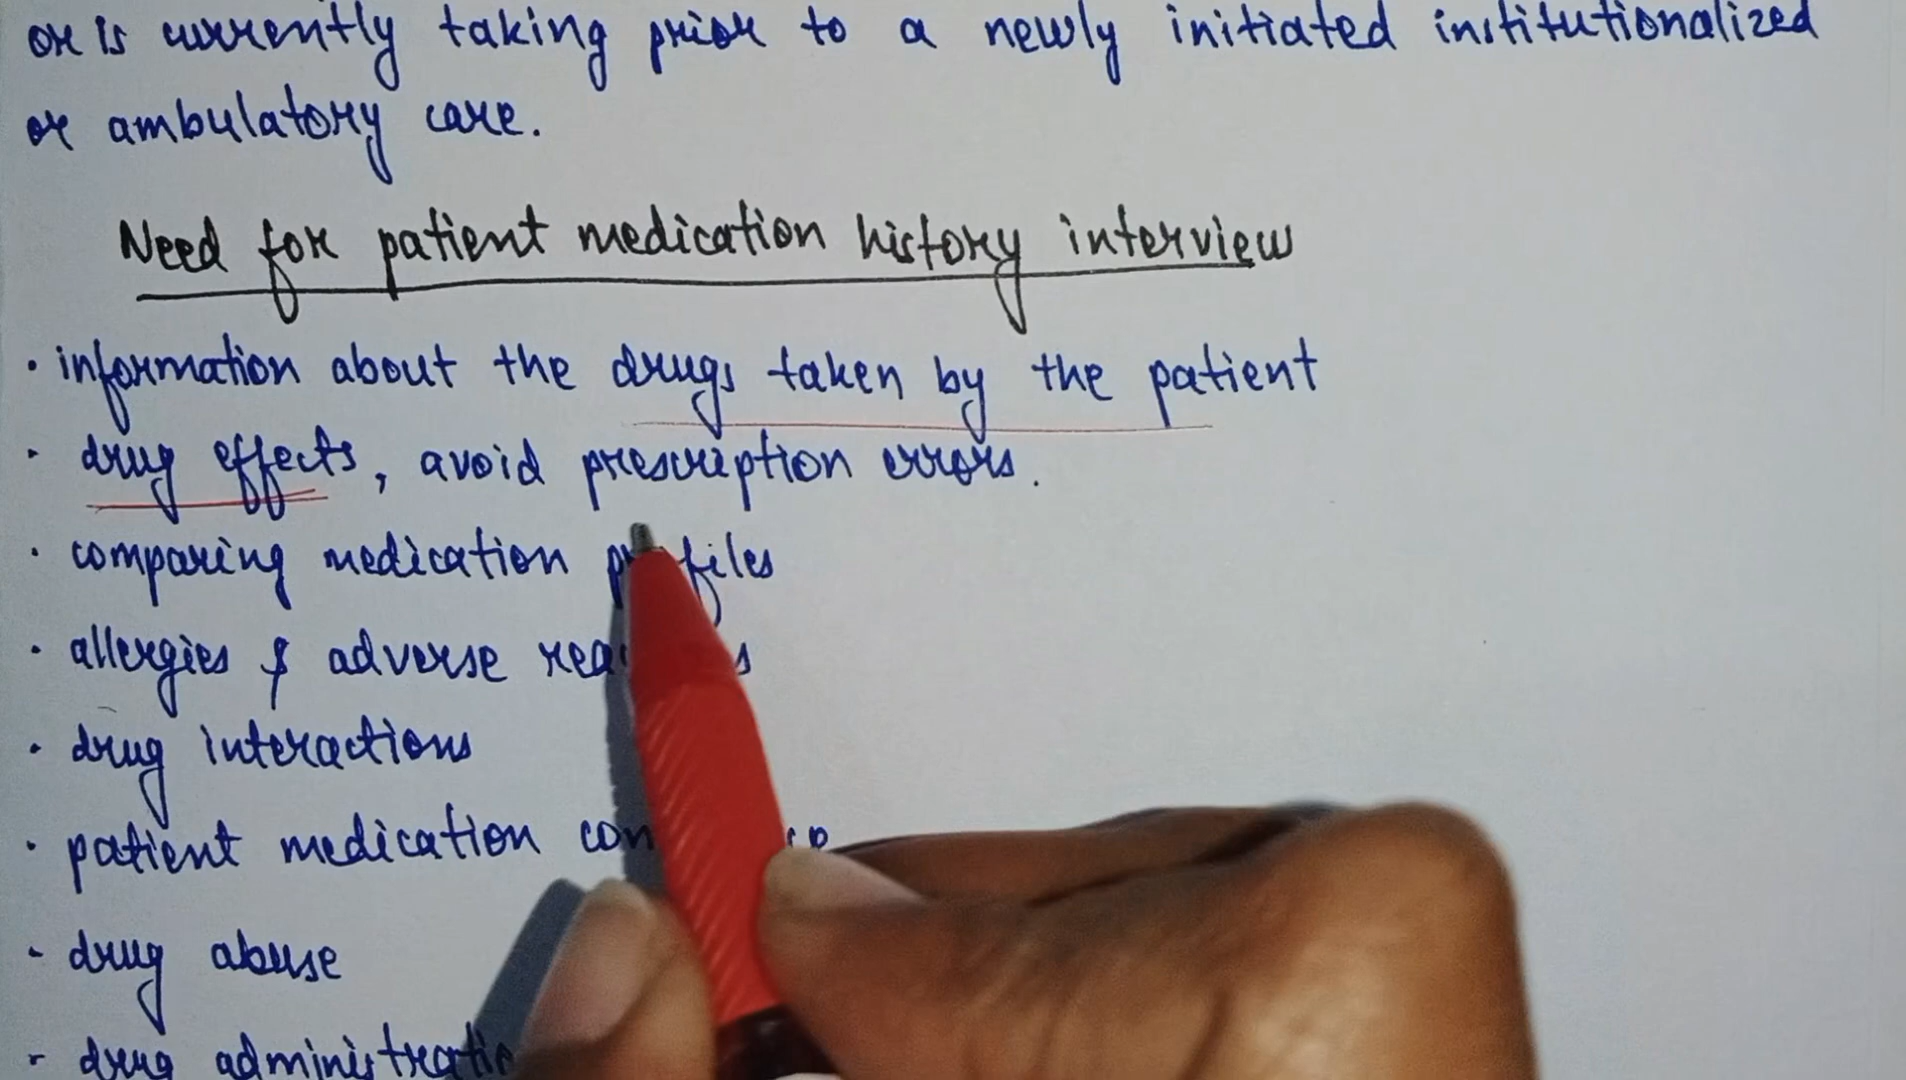 or is currently taking prior to a newly initiated institutionalized
or ambulatory care.
Need for patient medication history interview
• information about the drugs taken by the patient
• drug effects, avoid prescription errors.
• comparing medication profiles
• allergies & adverse
• drug interactions
• patient medication
• drug abuse
- drug